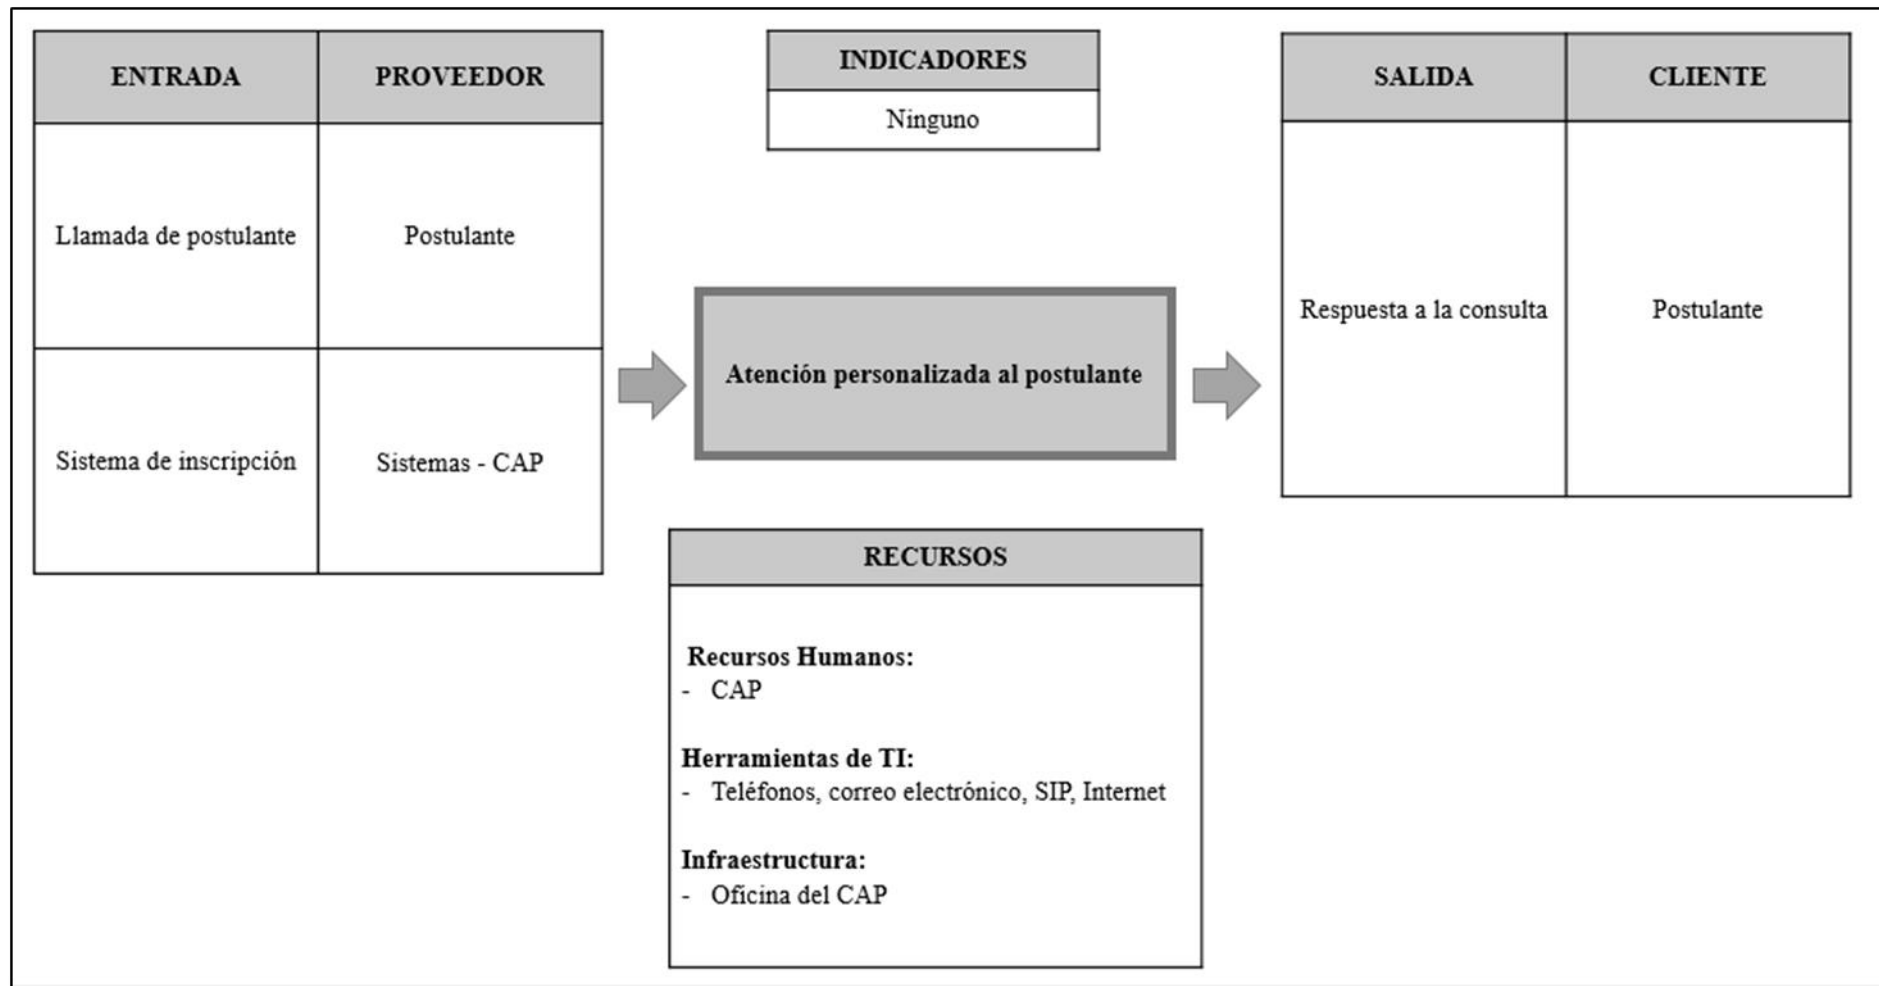 ENTRADA
PROVEEDOR
Llamada de postulante
Postulante
Sistema de inscripción
Sistemas - CAP
INDICADORES
Ninguno
Atención personalizada al postulante
RECURSOS
Recursos Humanos:
- CAP
Herramientas de TI:
- Teléfonos, correo electrónico, SIP, Internet
Infraestructura:
- Oficina del CAP
SALIDA
CLIENTE
Respuesta a la consulta
Postulante